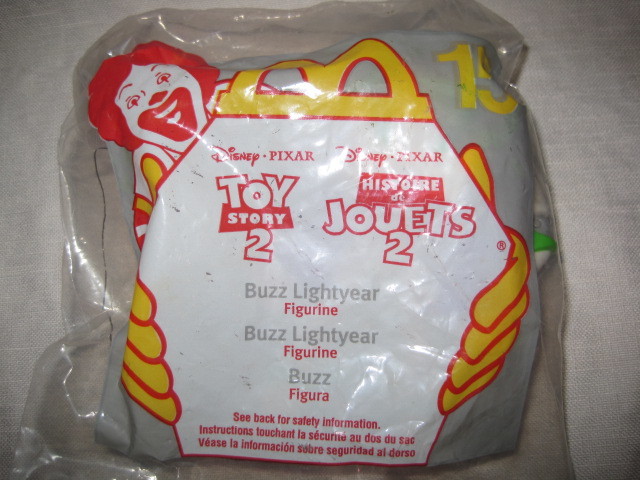 15
Disney · PIXAR
TOY
STORY
2
Disney · PIXAR
HISTOIRE
de
JOUETS
2
®
Buzz Lightyear
Figurine
Buzz Lightyear
Figurine
Buzz
Figura
See back for safety information.
Instructions touchant la sécurité au dos du sac
Véase la información sobre seguridad al dorso